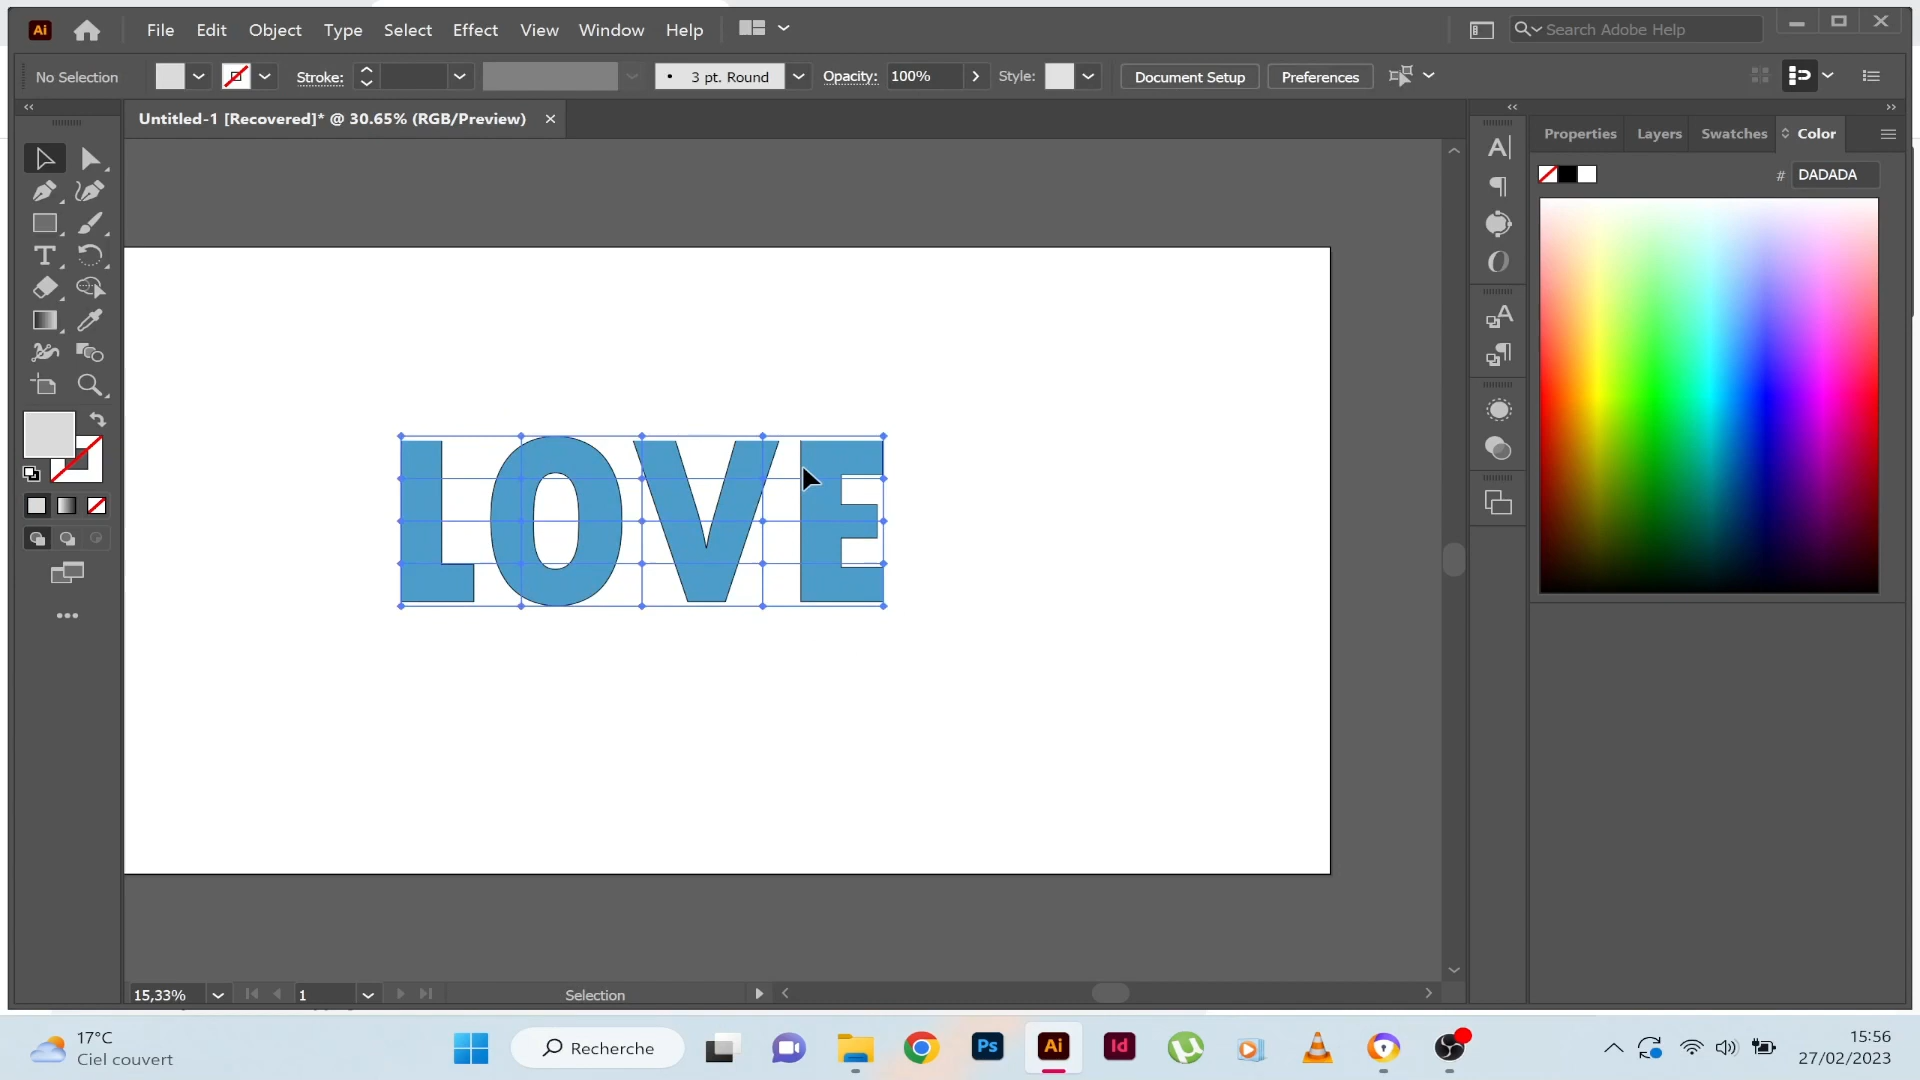 Ai File Edit Object Type Select Effect View Window Help Search Adobe Help
No Selection Stroke: 3 pt. Round Opacity: 100% Style: Document Setup Preferences
Untitled-1 [Recovered]* @ 30.65% (RGB/Preview)
Properties Layers Swatches Color
# DADADA
LOVE
15,33% 1 Selection
17°C
Ciel couvert
Recherche
Ps Ai Id
15:56
27/02/2023